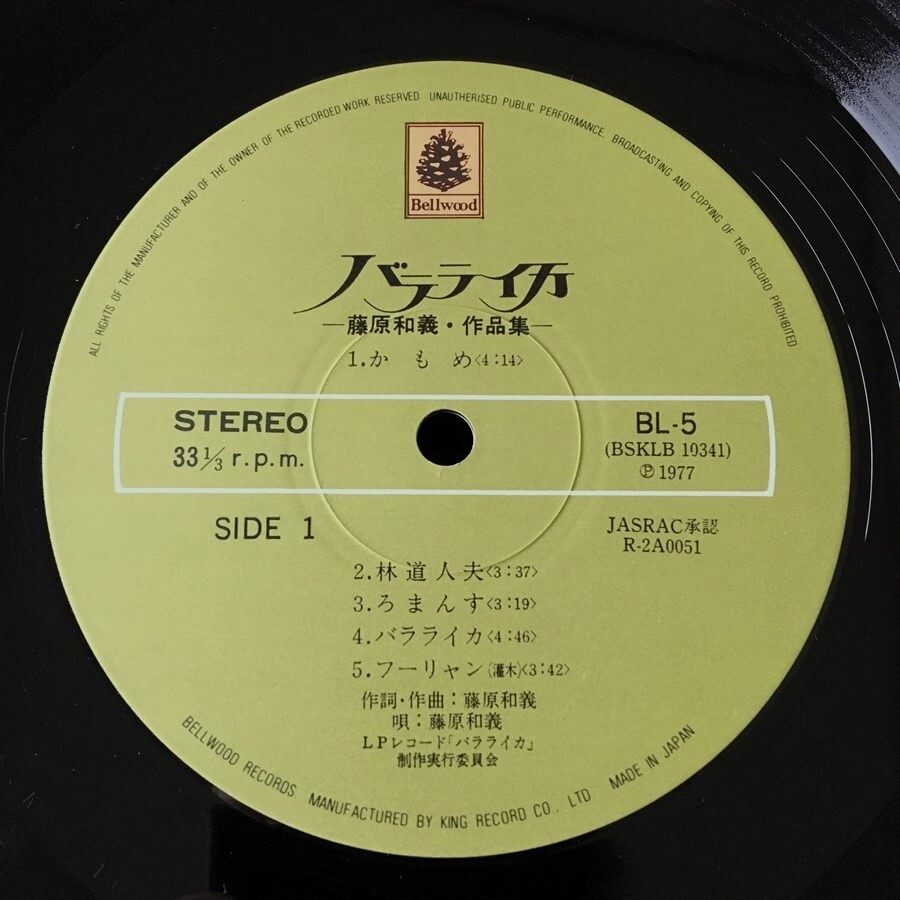 ALL RIGHTS OF THE MANUFACTURER AND OF THE OWNER OF THE RECORDED WORK RESERVED UNAUTHORISED PUBLIC PERFORMANCE, BROADCASTING AND COPYING OF THIS RECORD PROHIBITED
Bellwood
バラライカ
—藤原和義・作品集—
1.かもめ<4:14>
STEREO
33 1/3 r.p.m.
BL-5
(BSKLB 10341)
Ⓟ 1977
SIDE 1
JASRAC承認
R-2A0051
2.林道人夫<3:37>
3.ろまんす<3:19>
4.バラライカ<4:46>
5.フーリャン(灌木)<3:42>
作詞・作曲：藤原和義
唄：藤原和義
LPレコード「バラライカ」
制作実行委員会
BELLWOOD RECORDS MANUFACTURED BY KING RECORD CO., LTD MADE IN JAPAN